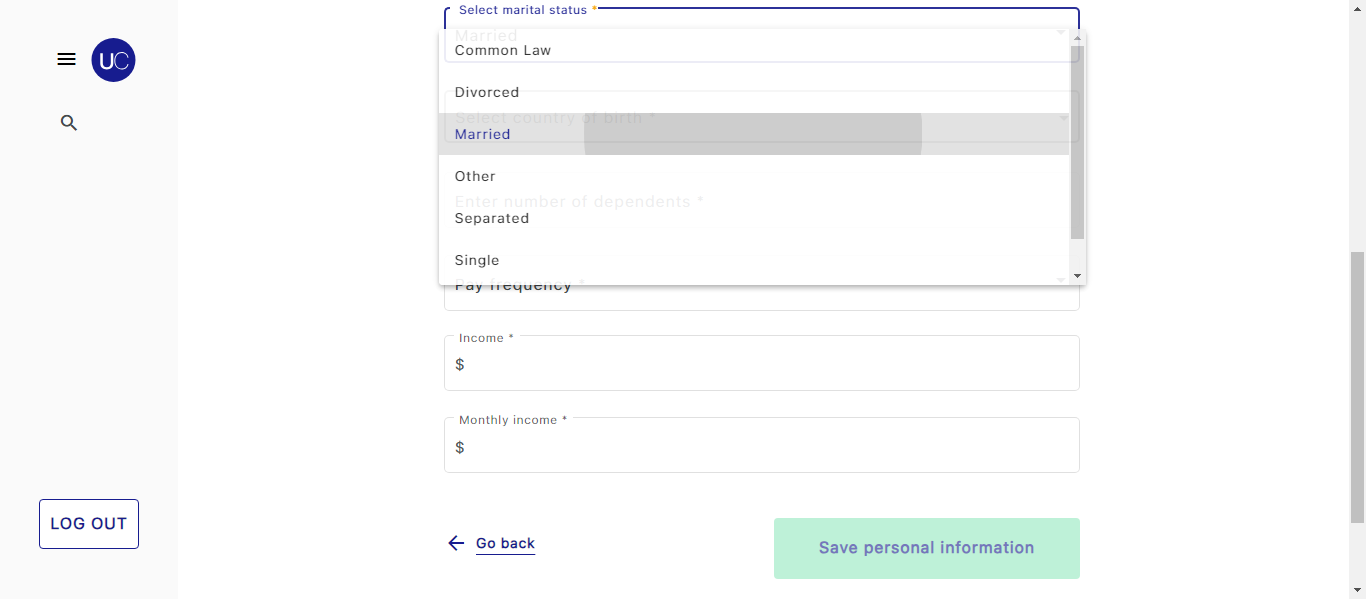 UC
LOG OUT
Select marital status *
Married
Common Law
Divorced
Select country of birth *
Married
Other
Enter number of dependents *
Separated
Single
Pay frequency *
Income *
$
Monthly income *
$
Go back
Save personal information